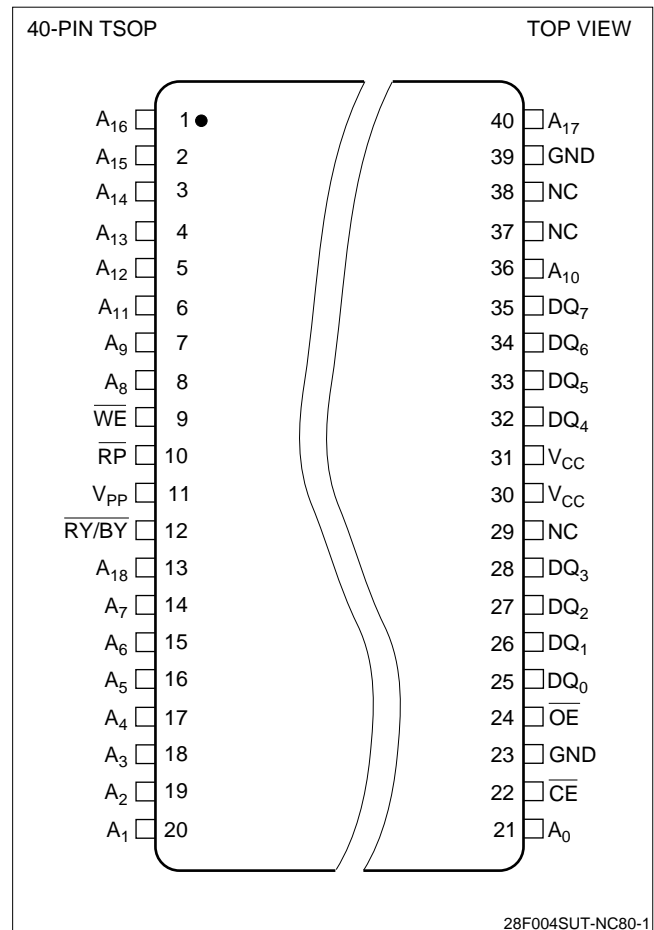 40-PIN TSOP TOP VIEW
A16 1 40 A17
A15 2 39 GND
A14 3 38 NC
A13 4 37 NC
A12 5 36 A10
A11 6 35 DQ7
A9 7 34 DQ6
A8 8 33 DQ5
WE 9 32 DQ4
RP 10 31 VCC
VPP 11 30 VCC
RY/BY 12 29 NC
A18 13 28 DQ3
A7 14 27 DQ2
A6 15 26 DQ1
A5 16 25 DQ0
A4 17 24 OE
A3 18 23 GND
A2 19 22 CE
A1 20 21 A0
28F004SUT-NC80-1